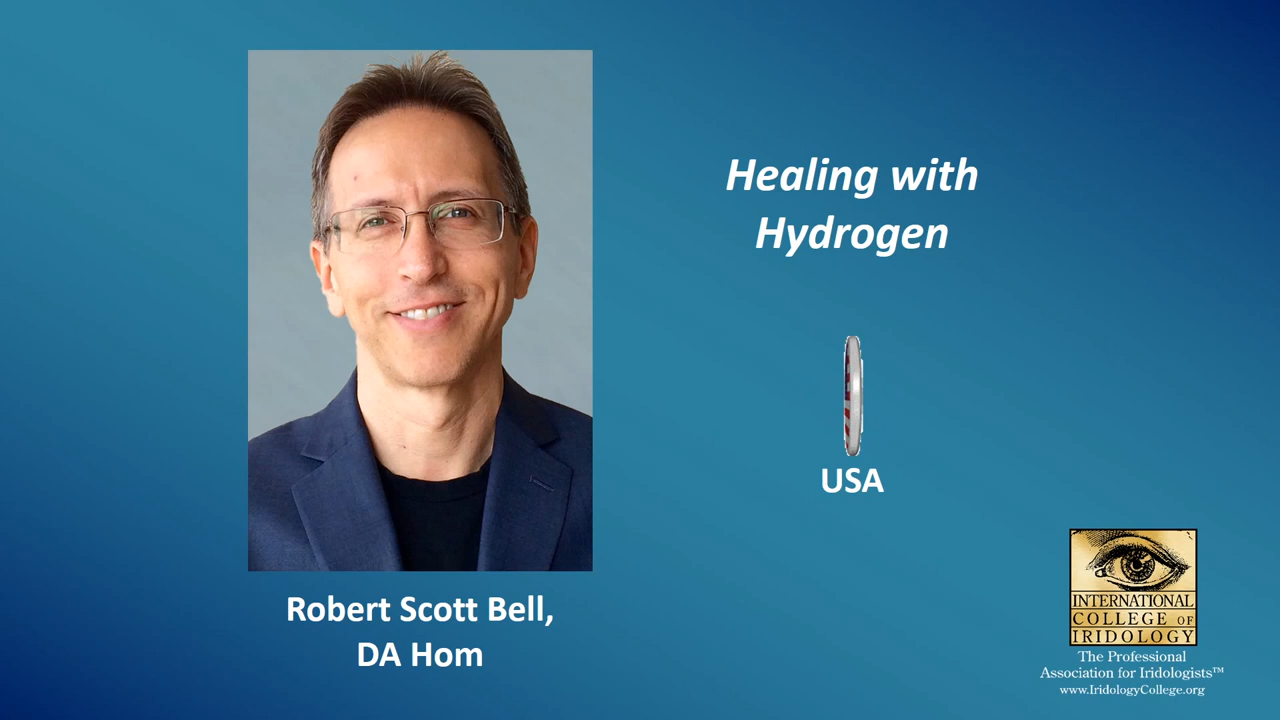 Healing with
Hydrogen
USA
Robert Scott Bell,
DA Hom
INTERNATIONAL
COLLEGE OF
IRIDOLOGY
The Professional
Association for Iridologists™
www.IridologyCollege.org